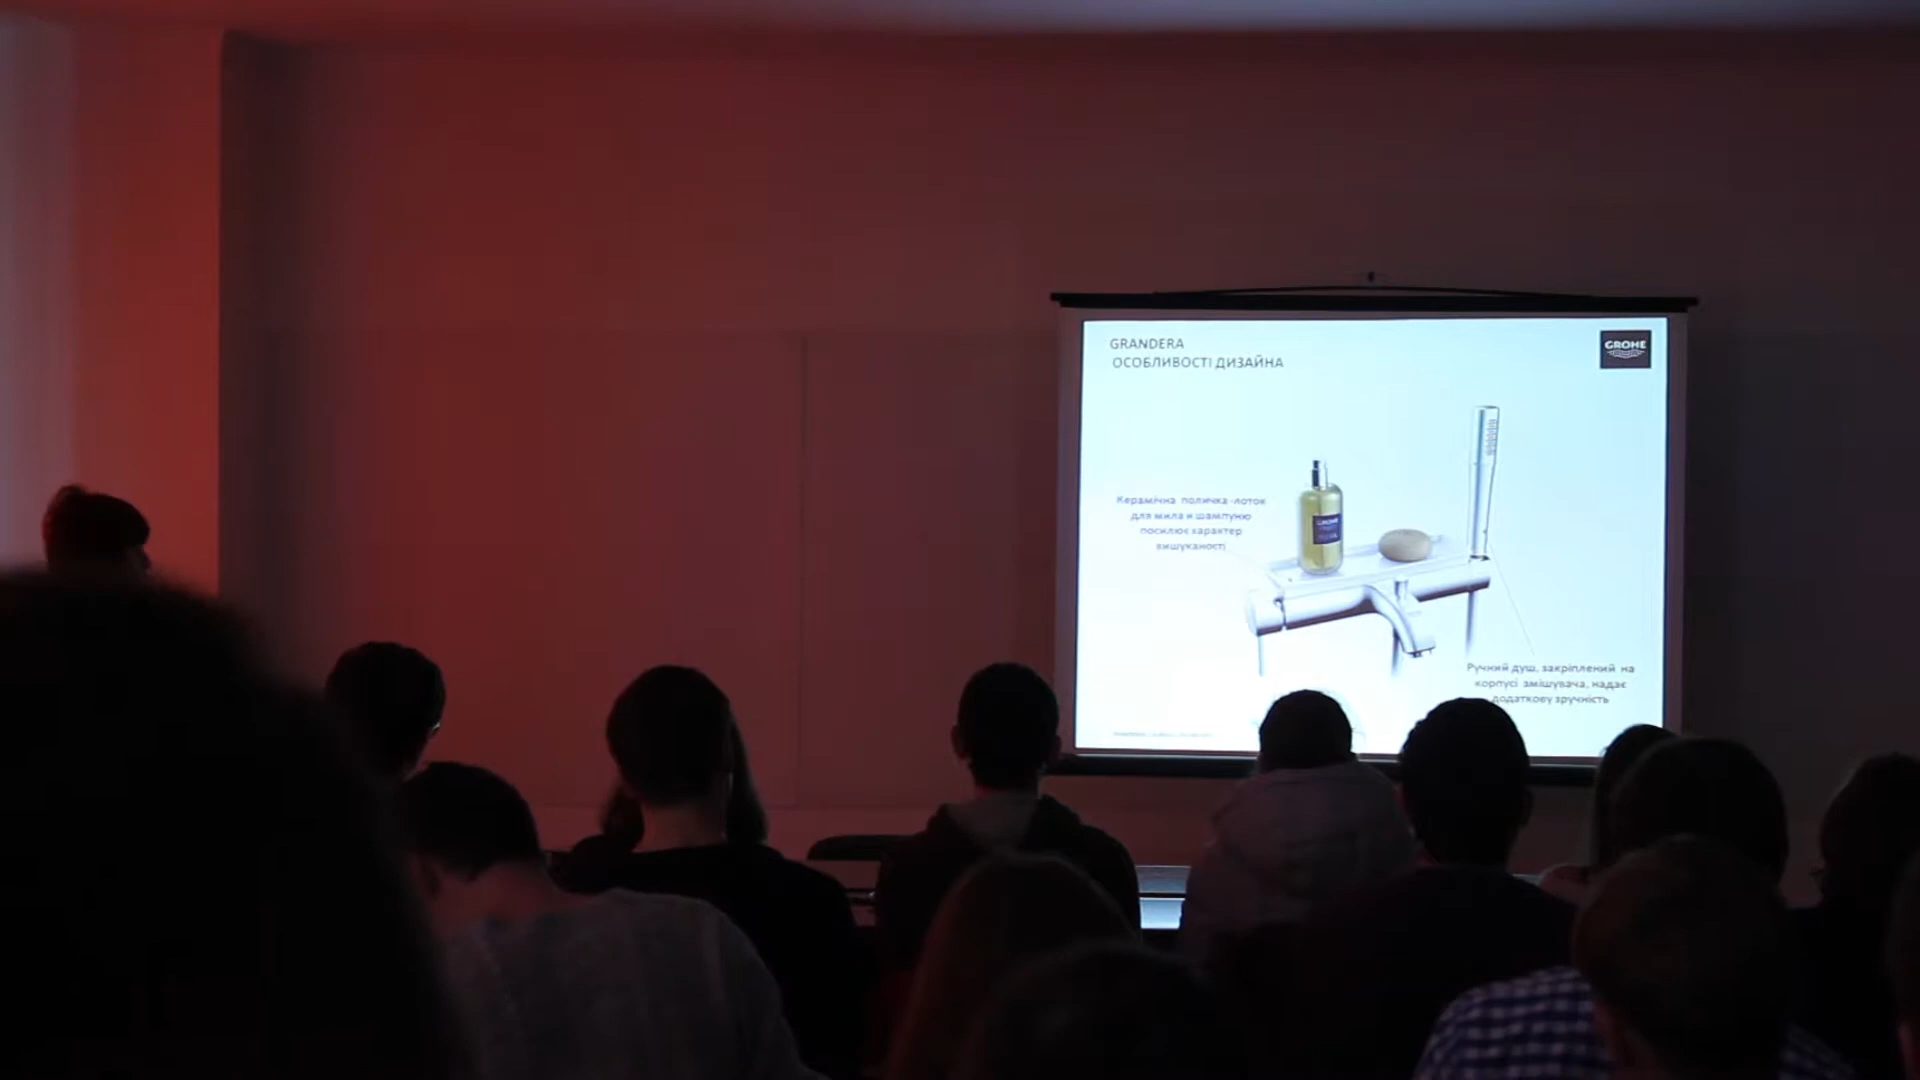 GRANDERA
ОСОБЛИВОСТІ ДИЗАЙНА
GROHE
Керамічна поличка -лоток
для мила и шампуню
посилює характер
вишуканості
GROHE
Ручний душ, закріплений на
корпусі змішувача, надає
додаткову зручність